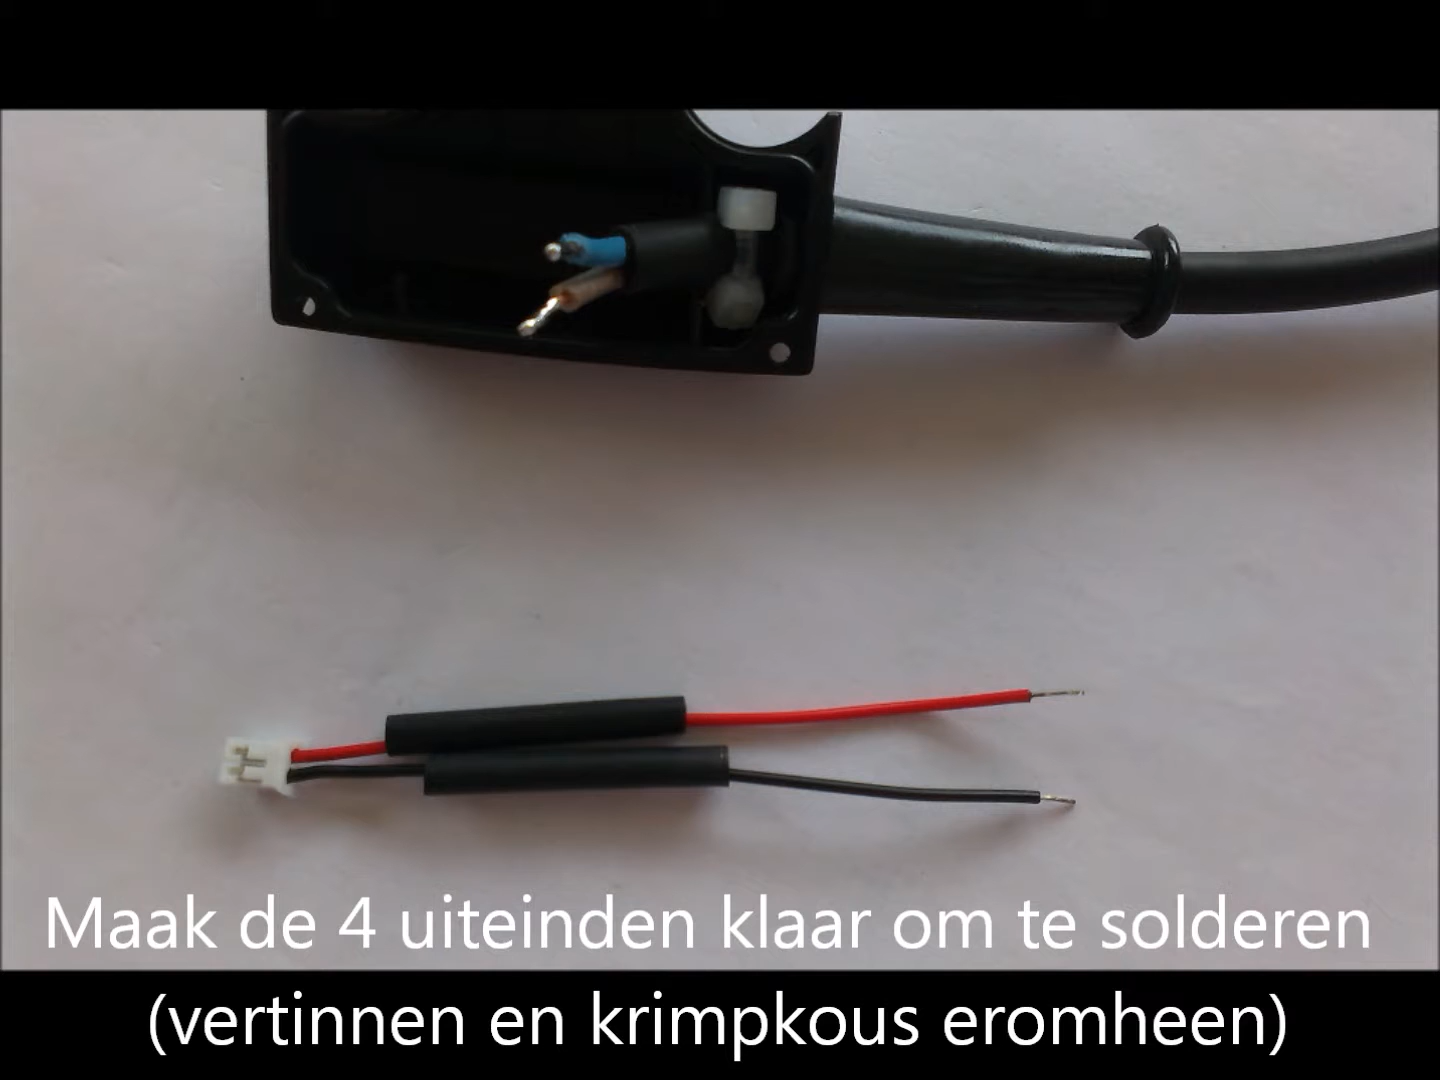 Maak de 4 uiteinden klaar om te solderen
(vertinnen en krimpkous eromheen)